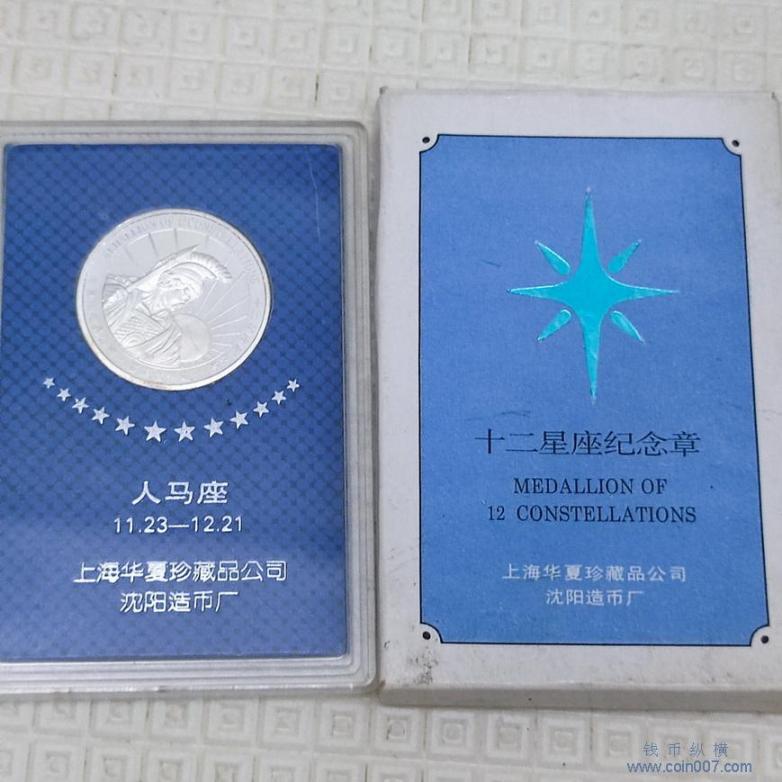 人马座
11.23—12.21
上海华夏珍藏品公司
沈阳造币厂
十二星座纪念章
MEDALLION OF
12 CONSTELLATIONS
上海华夏珍藏品公司
沈阳造币厂
钱币纵横
www.coin007.com